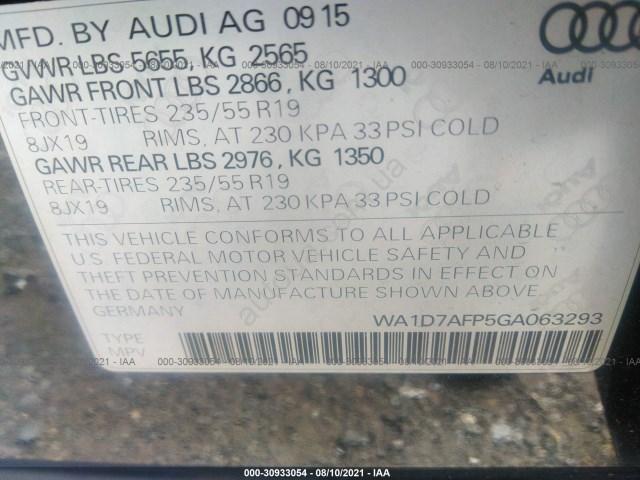 MFD. BY AUDI AG 09 15
GVWR LBS 5655, KG 2565
GAWR FRONT LBS 2866, KG 1300
FRONT-TIRES 235/55 R19
8JX19 RIMS, AT 230 KPA 33 PSI COLD
GAWR REAR LBS 2976, KG 1350
REAR-TIRES 235/55 R19
8JX19 RIMS, AT 230 KPA 33 PSI COLD
Audi
THIS VEHICLE CONFORMS TO ALL APPLICABLE
U.S. FEDERAL MOTOR VEHICLE SAFETY AND
THEFT PREVENTION STANDARDS IN EFFECT ON
THE DATE OF MANUFACTURE SHOWN ABOVE
GERMANY
WA1D7AFP5GA063293
TYPE
MPV
000-30933054 - 08/10/2021 - IAA